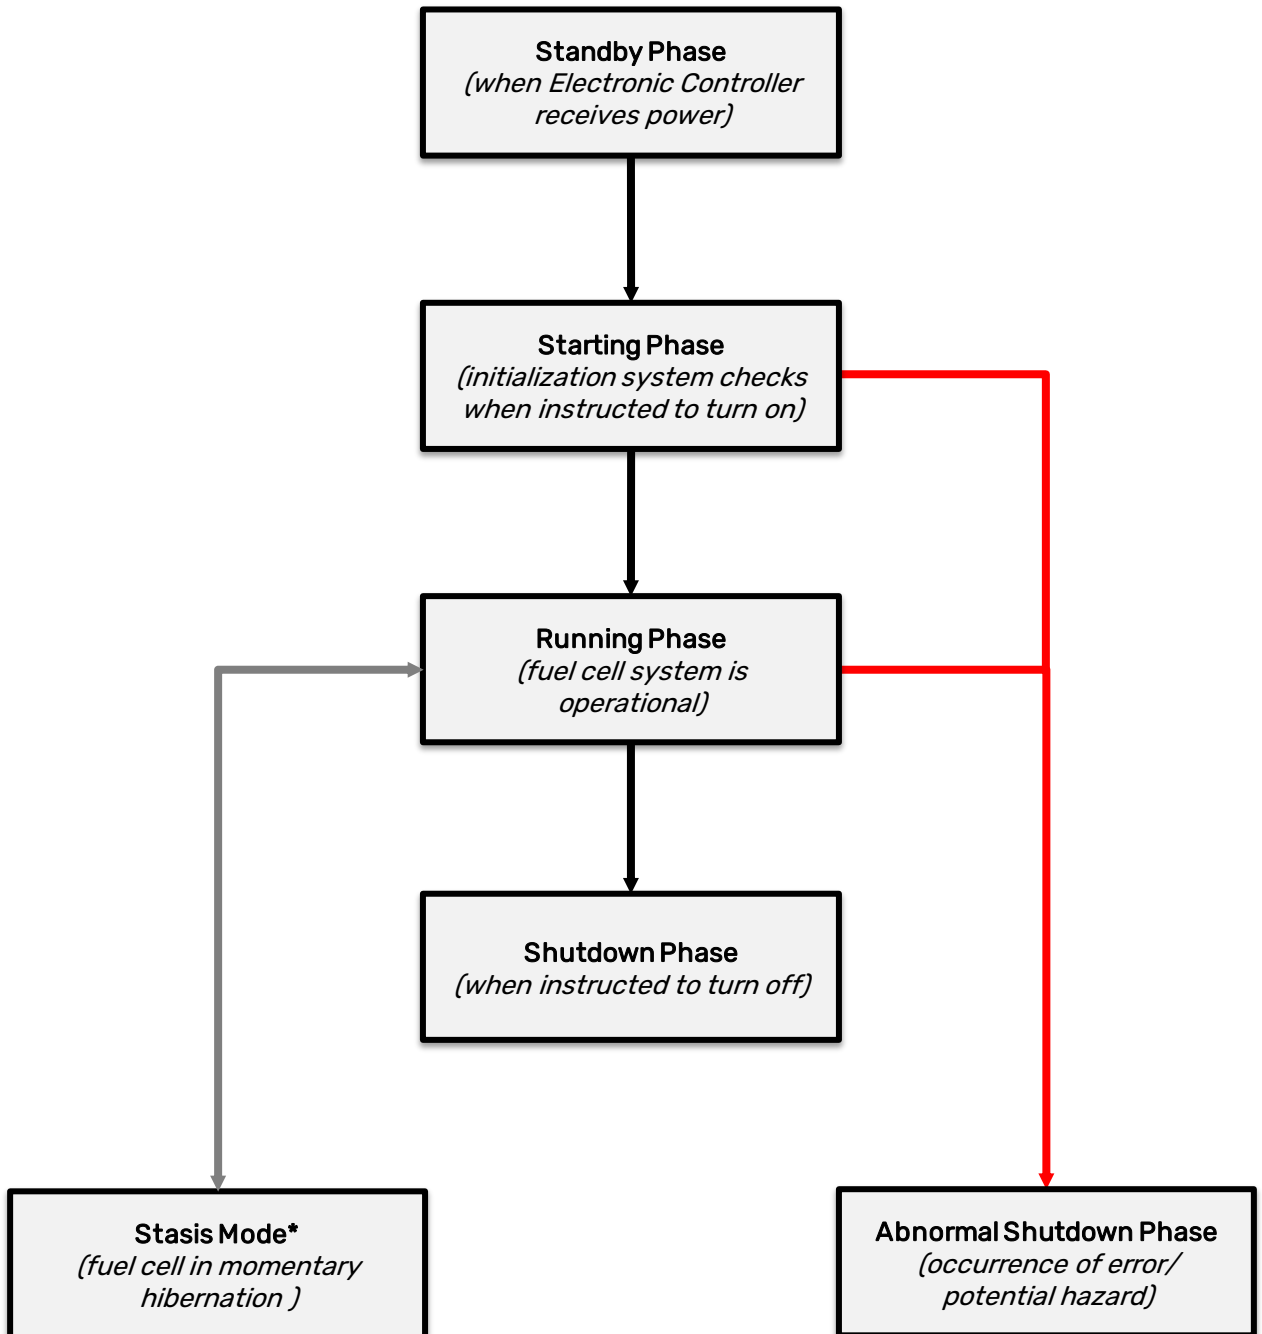 Standby Phase
(when Electronic Controller
receives power)
Starting Phase
(initialization system checks
when instructed to turn on)
Running Phase
(fuel cell system is
operational)
Shutdown Phase
(when instructed to turn off)
Stasis Mode*
(fuel cell in momentary
hibernation )
Abnormal Shutdown Phase
(occurrence of error/
potential hazard)